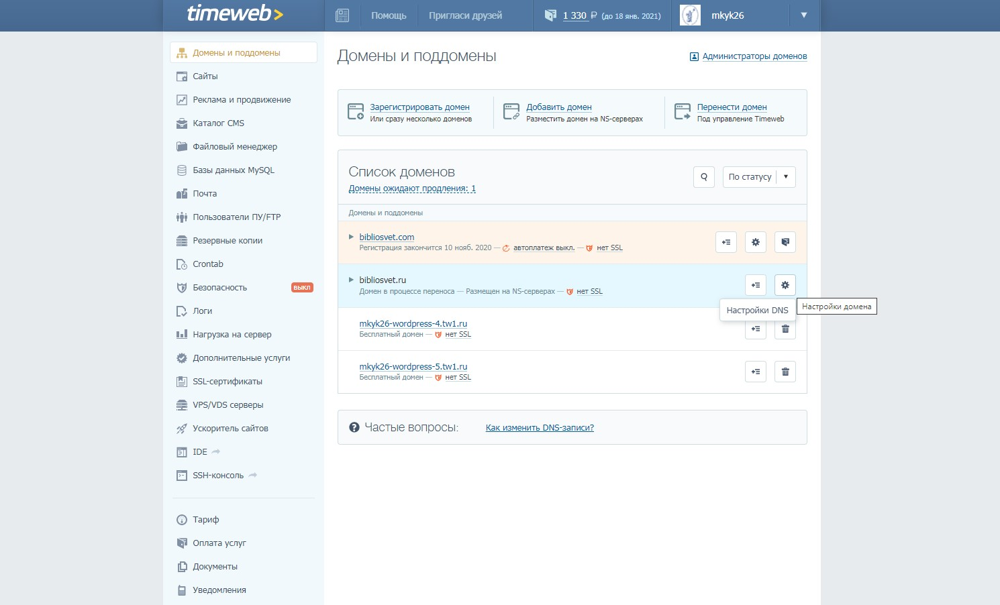 timeweb>
Помощь
Пригласи друзей
1 330 ₽ (до 18 янв. 2021)
mkyk26
Домены и поддомены
Сайты
Реклама и продвижение
Каталог CMS
Файловый менеджер
Базы данных MySQL
Почта
Пользователи ПУ/FTP
Резервные копии
Crontab
Безопасность
ВЫКЛ
Логи
Нагрузка на сервер
Дополнительные услуги
SSL-сертификаты
VPS/VDS серверы
Ускоритель сайтов
IDE
SSH-консоль
Тариф
Оплата услуг
Документы
Уведомления
Домены и поддомены
Администраторы доменов
Зарегистрировать домен
Или сразу несколько доменов
Добавить домен
Разместить домен на NS-серверах
Перенести домен
Под управление Timeweb
Список доменов
Домены ожидают продления: 1
По статусу
Домены и поддомены
bibliosvet.com
Регистрация закончится 10 нояб. 2020 — автоплатеж выкл. — нет SSL
bibliosvet.ru
Домен в процессе переноса — Размещен на NS-серверах — нет SSL
Настройки DNS
Настройки домена
mkyk26-wordpress-4.tw1.ru
Бесплатный домен — нет SSL
mkyk26-wordpress-5.tw1.ru
Бесплатный домен — нет SSL
Частые вопросы:
Как изменить DNS-записи?